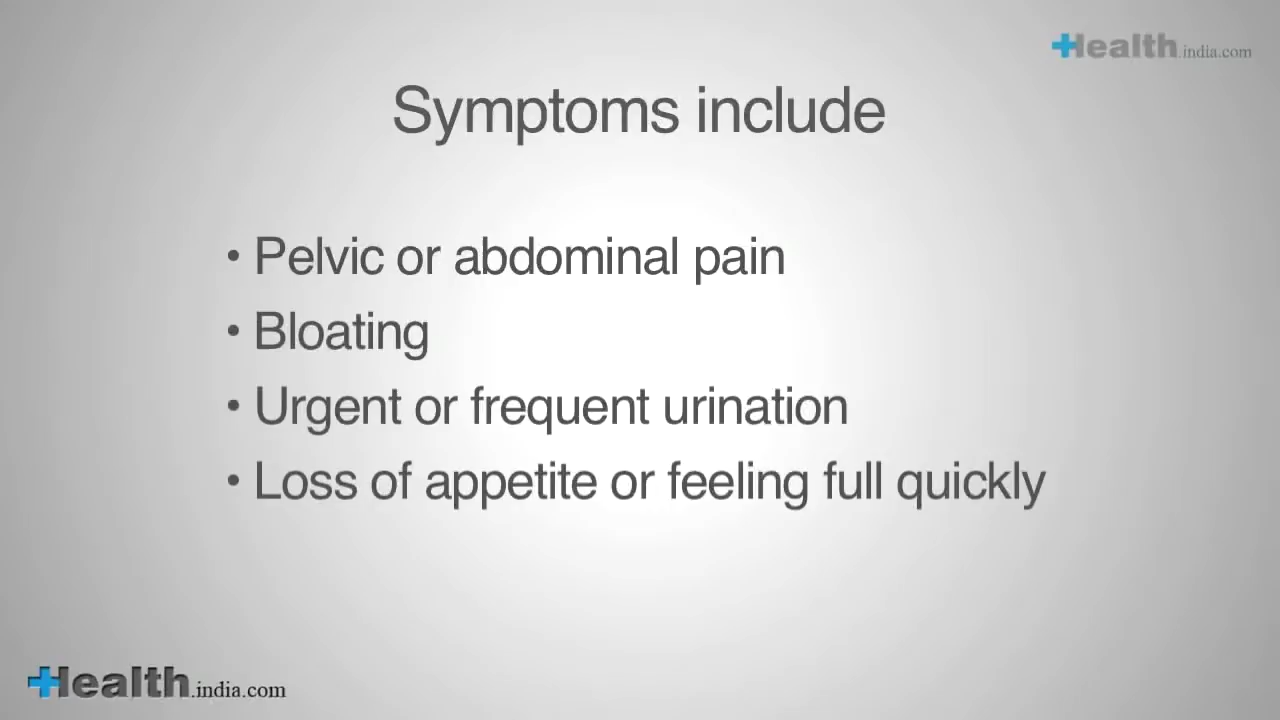 Health.india.com
Symptoms include
• Pelvic or abdominal pain
• Bloating
• Urgent or frequent urination
• Loss of appetite or feeling full quickly
Health.india.com